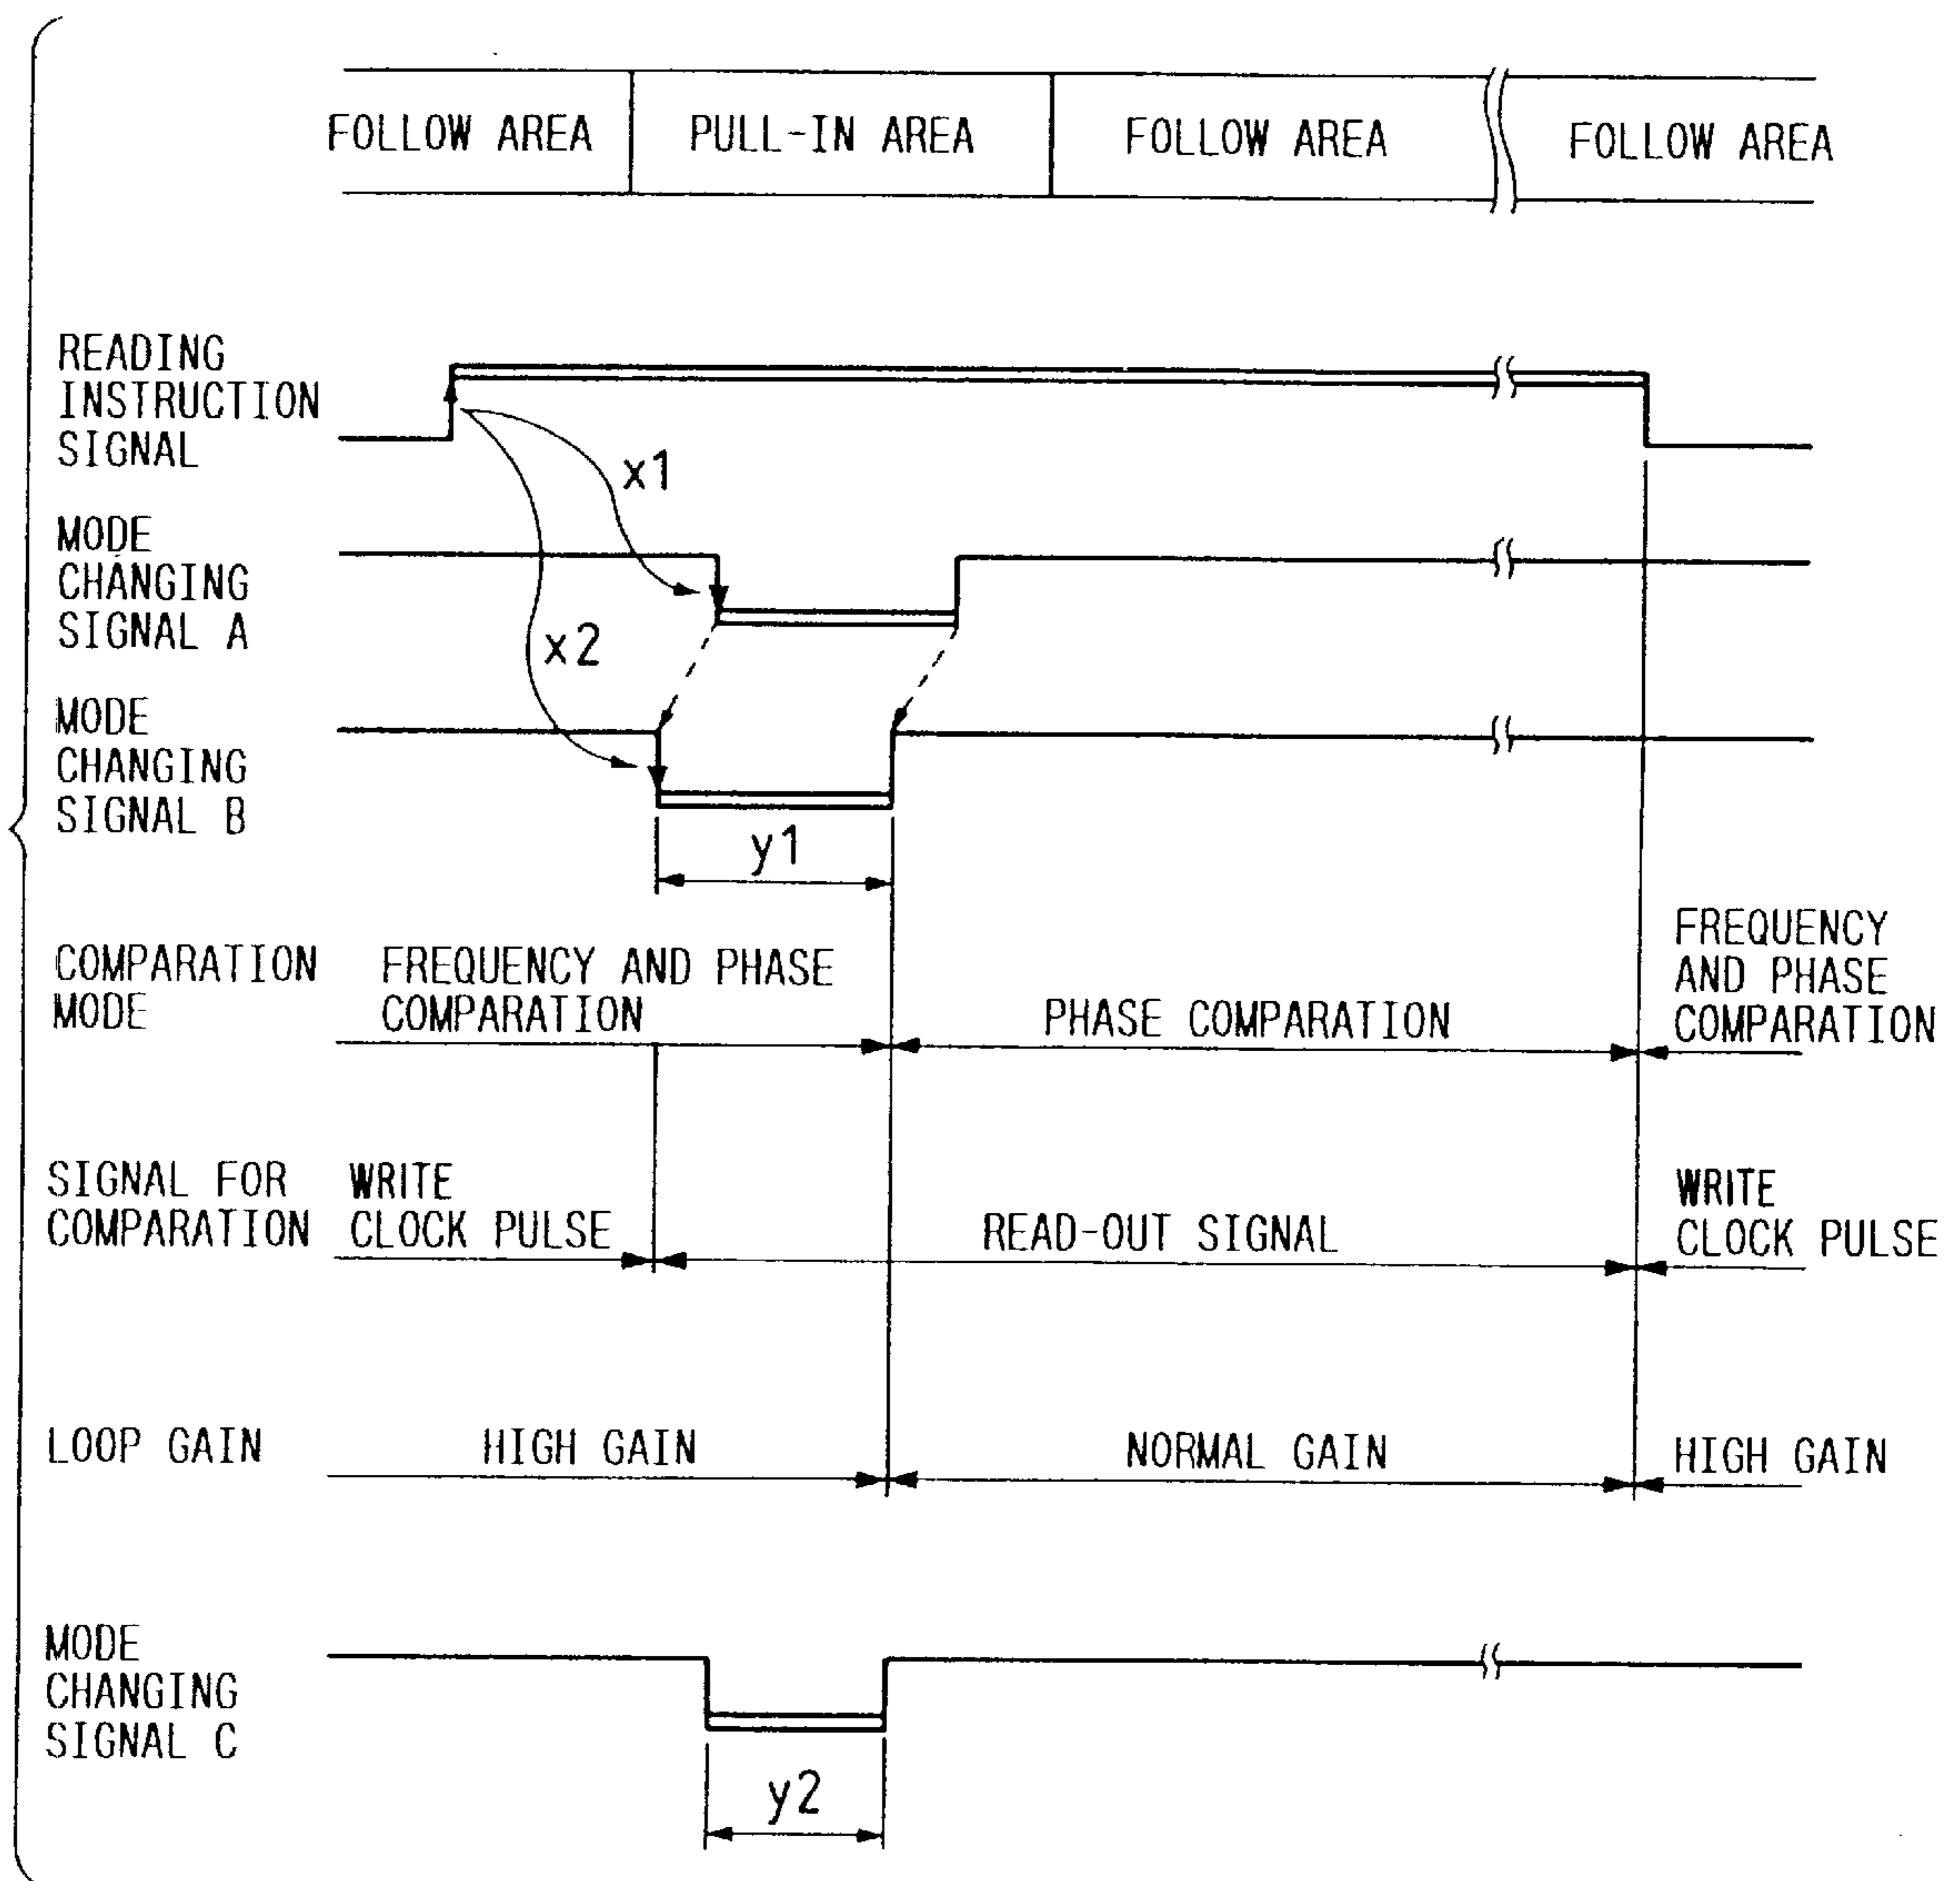 FOLLOW AREA PULL-IN AREA FOLLOW AREA FOLLOW AREA
READING
INSTRUCTION
SIGNAL
x1
MODE
CHANGING
SIGNAL A
x2
MODE
CHANGING
SIGNAL B
y1
COMPARATION
MODE
FREQUENCY AND PHASE
COMPARATION
PHASE COMPARATION
FREQUENCY
AND PHASE
COMPARATION
SIGNAL FOR
COMPARATION
WRITE
CLOCK PULSE
READ-OUT SIGNAL
WRITE
CLOCK PULSE
LOOP GAIN HIGH GAIN NORMAL GAIN HIGH GAIN
MODE
CHANGING
SIGNAL C
y2